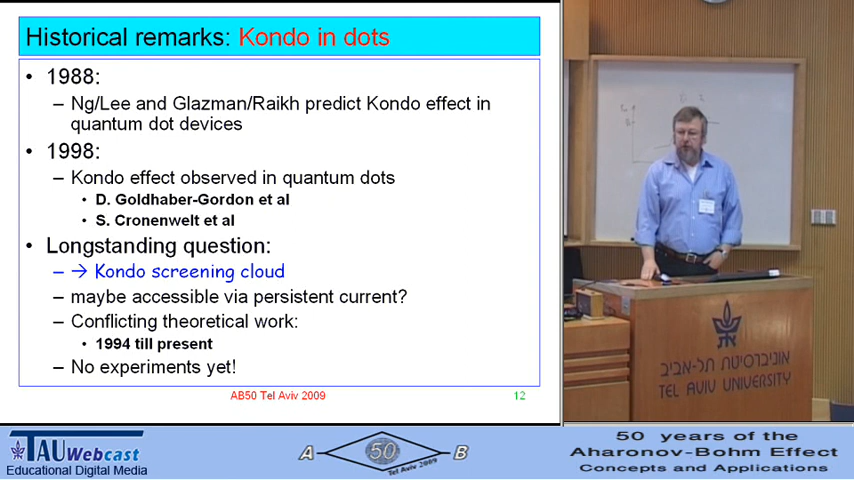 Historical remarks: Kondo in dots
• 1988:
– Ng/Lee and Glazman/Raikh predict Kondo effect in
quantum dot devices
• 1998:
– Kondo effect observed in quantum dots
• D. Goldhaber-Gordon et al
• S. Cronenwelt et al
• Longstanding question:
– → Kondo screening cloud
– maybe accessible via persistent current?
– Conflicting theoretical work:
• 1994 till present
– No experiments yet!
AB50 Tel Aviv 2009
12
אוניברסיטת תל-אביב
TEL AVIV UNIVERSITY
TAU Webcast
Educational Digital Media
A 50 B
Tel Aviv 2009
50 years of the
Aharonov-Bohm Effect
Concepts and Applications